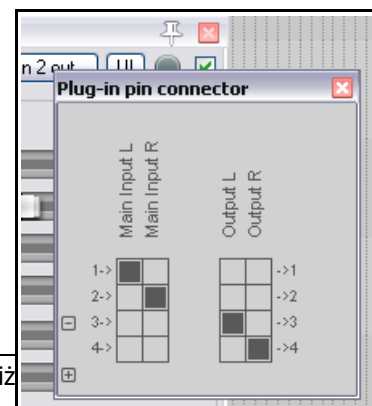 n 2 out
UI
Plug-in pin connector
Main Input L
Main Input R
Output L
Output R
1->
->1
2->
->2
3->
->3
4->
->4
iż